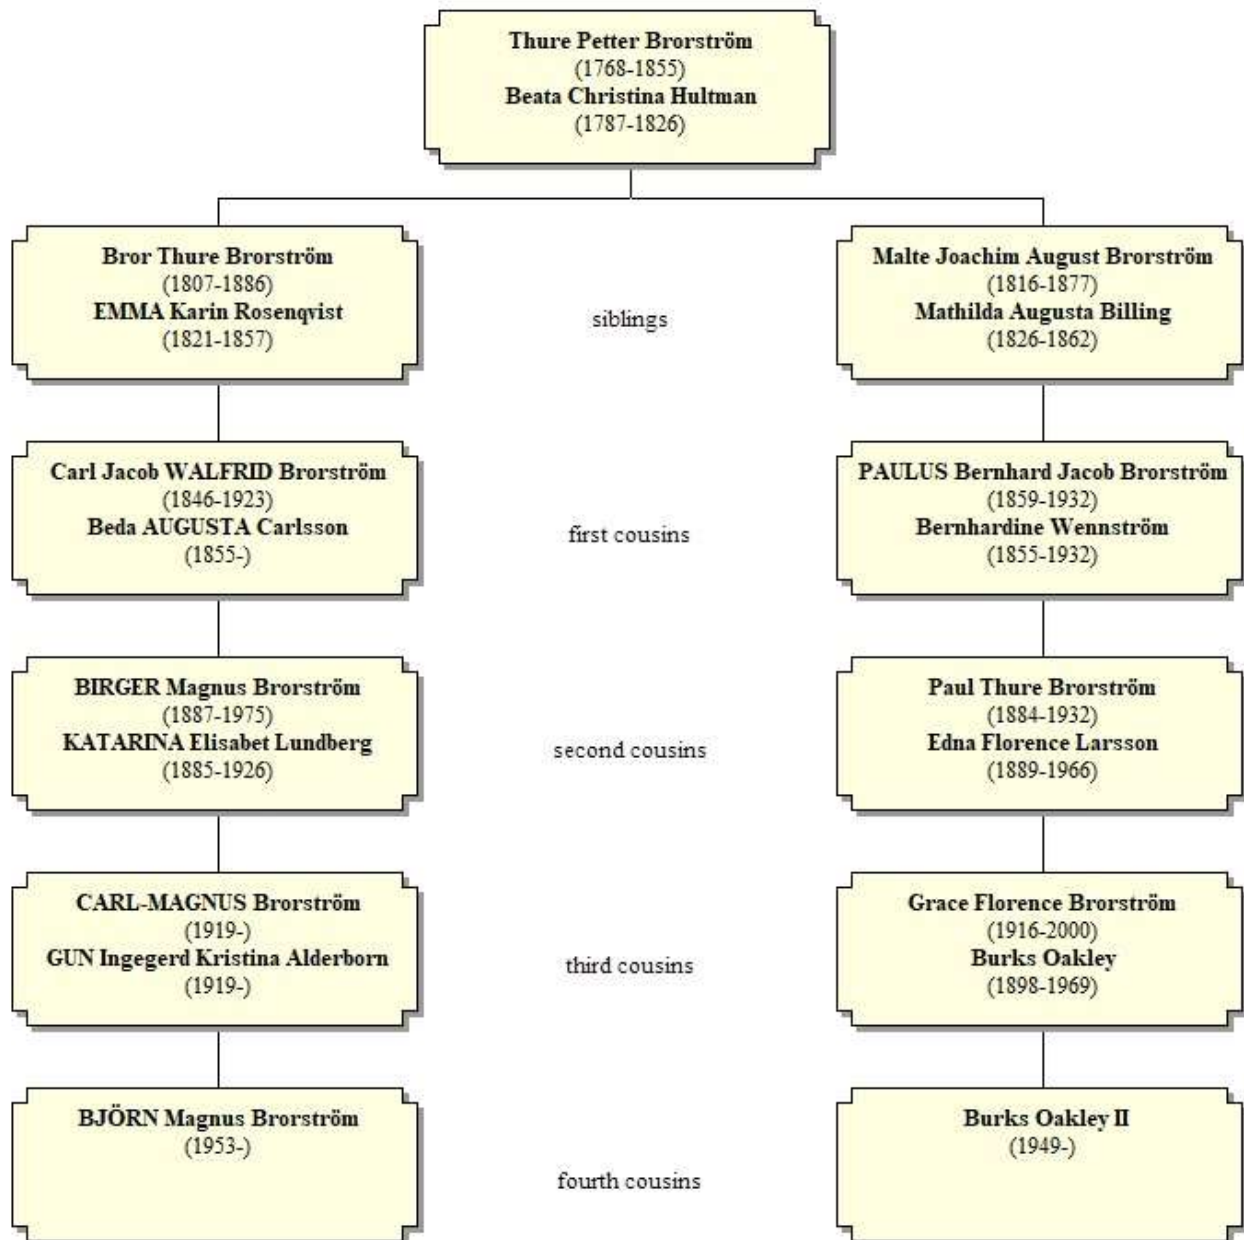 Thure Petter Brorström
(1768-1855)
Beata Christina Hultman
(1787-1826)
Bror Thure Brorström
(1807-1886)
EMMA Karin Rosenqvist
(1821-1857)
siblings
Malte Joachim August Brorström
(1816-1877)
Mathilda Augusta Billing
(1826-1862)
Carl Jacob WALFRID Brorström
(1846-1923)
Beda AUGUSTA Carlsson
(1855-)
first cousins
PAULUS Bernhard Jacob Brorström
(1859-1932)
Bernhardine Wennström
(1855-1932)
BIRGER Magnus Brorström
(1887-1975)
KATARINA Elisabet Lundberg
(1885-1926)
second cousins
Paul Thure Brorström
(1884-1932)
Edna Florence Larsson
(1889-1966)
CARL-MAGNUS Brorström
(1919-)
GUN Ingegerd Kristina Alderborn
(1919-)
third cousins
Grace Florence Brorström
(1916-2000)
Burks Oakley
(1898-1969)
BJÖRN Magnus Brorström
(1953-)
fourth cousins
Burks Oakley II
(1949-)